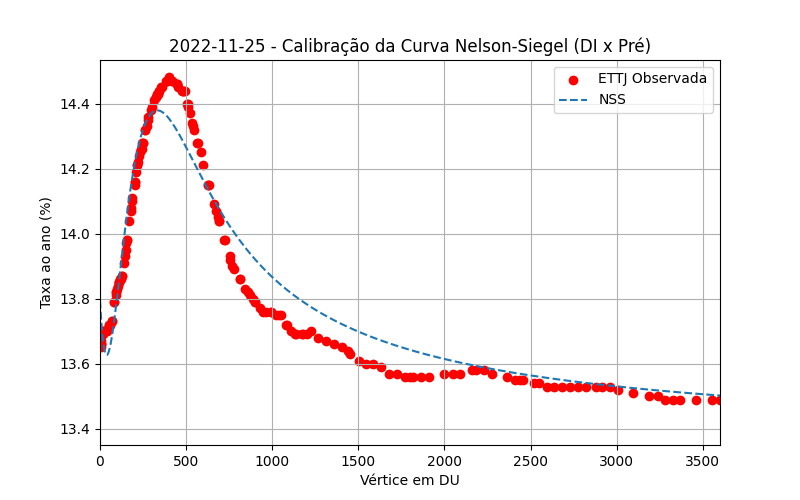 2022-11-25 - Calibração da Curva Nelson-Siegel (DI x Pré)
ETTJ Observada
NSS
14.4
14.2
14.0
13.8
13.6
13.4
Taxa ao ano (%)
0 500 1000 1500 2000 2500 3000 3500
Vértice em DU